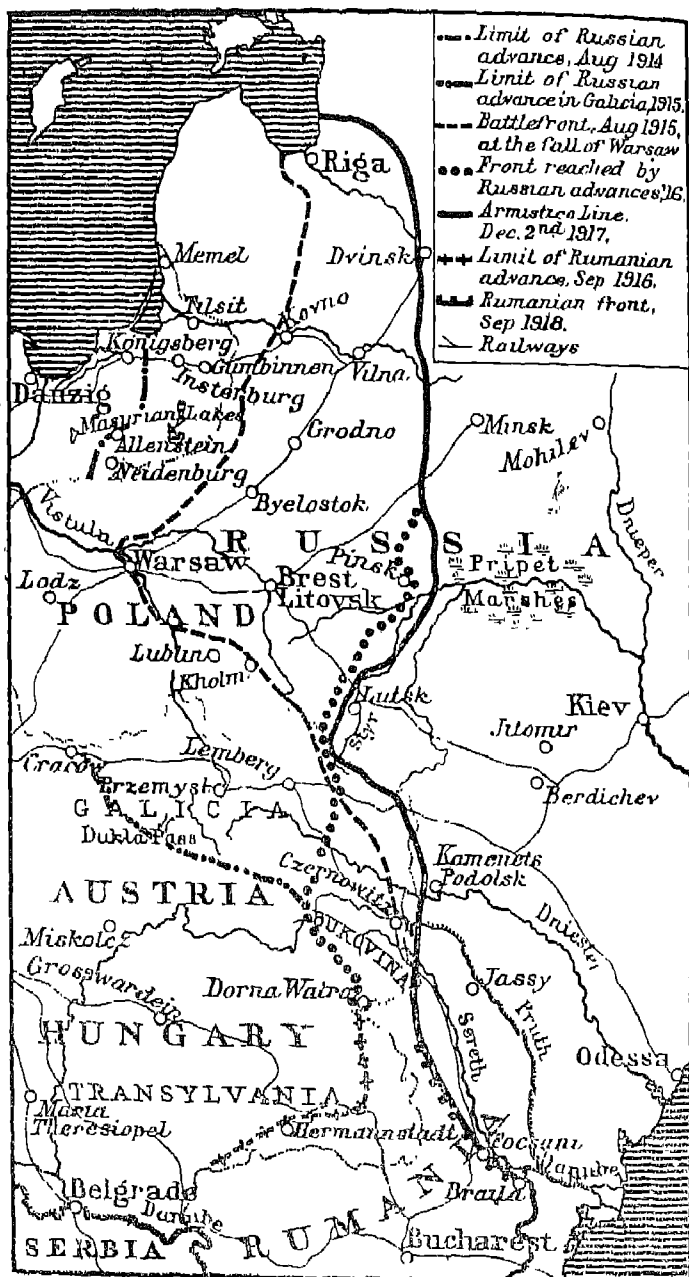 Limit of Russian
advance, Aug 1914
Limit of Russian
advance in Galicia, 1915.
Battlefront, Aug 1915,
at the fall of Warsaw
Front reached by
Russian advances,'16.
Armistice Line,
Dec. 2nd 1917.
Limit of Rumanian
advance, Sep 1916.
Rumanian front,
Sep 1918.
Railways
Riga
Memel
Dvinsk
Tilsit
Kovno
Königsberg
Gumbinnen
Insterburg
Vilna
Danzig
Masurian Lakes
Allenstein
Neidenburg
Grodno
Minsk
Mohilev
Byelostok
Vistula
Dnieper
RUSSIA
Warsaw
Pinsk
Pripet
Marshes
Lodz
Brest
Litovsk
POLAND
Lublin
Kholm
Lutsk
Kiev
Styr
Jitomir
Cracow
Lemberg
Przemysl
Berdichev
GALICIA
Dukla Pass
Kamenets
Podolsk
Czernowitz
AUSTRIA
Dniester
Miskolcz
BUKOVINA
Grosswardein
Dorna Watra
Jassy
HUNGARY
Sereth
Pruth
Odessa
TRANSYLVANIA
Maria
Theresiopel
Hermannstadt
Focsani
Danube
Braila
Belgrade
Danube
RUMANIA
Bucharest
SERBIA